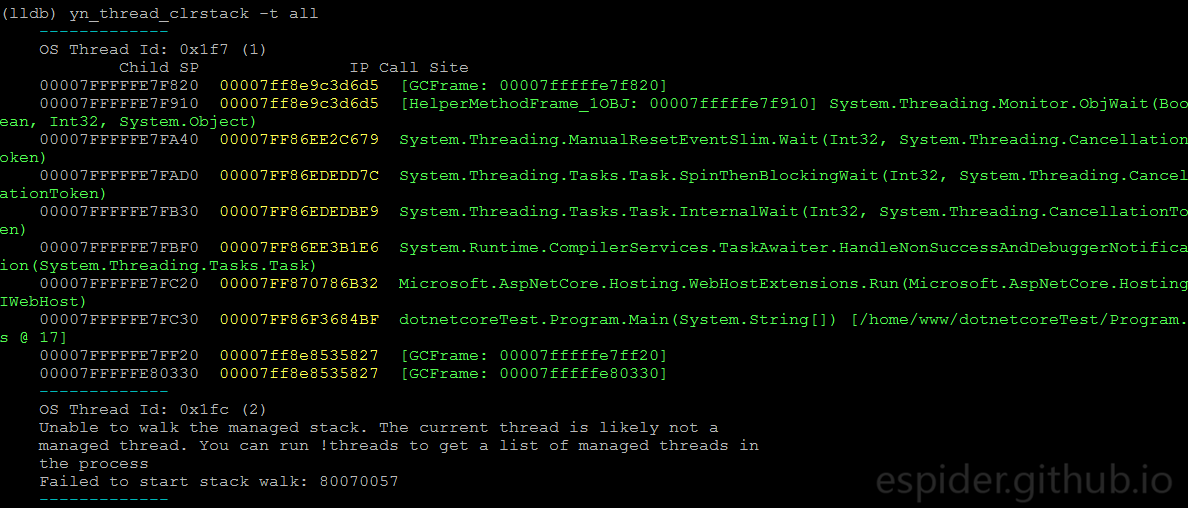 (lldb) yn_thread_clrstack -t all
-------------
OS Thread Id: 0x1f7 (1)
Child SP IP Call Site
00007FFFFFE7F820 00007ff8e9c3d6d5 [GCFrame: 00007fffffe7f820]
00007FFFFFE7F910 00007ff8e9c3d6d5 [HelperMethodFrame_1OBJ: 00007fffffe7f910] System.Threading.Monitor.ObjWait(Boo
ean, Int32, System.Object)
00007FFFFFE7FA40 00007FF86EE2C679 System.Threading.ManualResetEventSlim.Wait(Int32, System.Threading.Cancellation
oken)
00007FFFFFE7FAD0 00007FF86EDEDD7C System.Threading.Tasks.Task.SpinThenBlockingWait(Int32, System.Threading.Cancel
ationToken)
00007FFFFFE7FB30 00007FF86EDEDBE9 System.Threading.Tasks.Task.InternalWait(Int32, System.Threading.CancellationTo
en)
00007FFFFFE7FBF0 00007FF86EE3B1E6 System.Runtime.CompilerServices.TaskAwaiter.HandleNonSuccessAndDebuggerNotifica
ion(System.Threading.Tasks.Task)
00007FFFFFE7FC20 00007FF870786B32 Microsoft.AspNetCore.Hosting.WebHostExtensions.Run(Microsoft.AspNetCore.Hosting
IWebHost)
00007FFFFFE7FC30 00007FF86F3684BF dotnetcoreTest.Program.Main(System.String[]) [/home/www/dotnetcoreTest/Program.
s @ 17]
00007FFFFFE7FF20 00007ff8e8535827 [GCFrame: 00007fffffe7ff20]
00007FFFFFE80330 00007ff8e8535827 [GCFrame: 00007fffffe80330]
-------------
OS Thread Id: 0x1fc (2)
Unable to walk the managed stack. The current thread is likely not a
managed thread. You can run !threads to get a list of managed threads in
the process
Failed to start stack walk: 80070057
-------------
espider.github.io